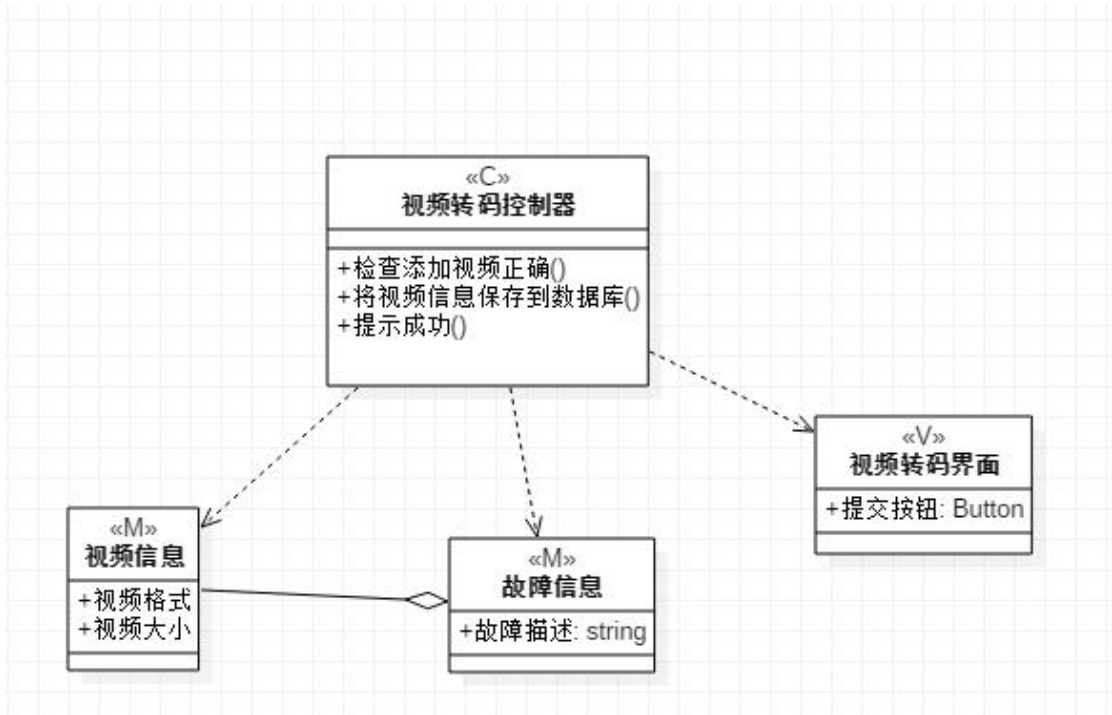 «C»
视频转码控制器
+检查添加视频正确()
+将视频信息保存到数据库()
+提示成功()
«V»
视频转码界面
+提交按钮: Button
«M»
视频信息
+视频格式
+视频大小
«M»
故障信息
+故障描述: string